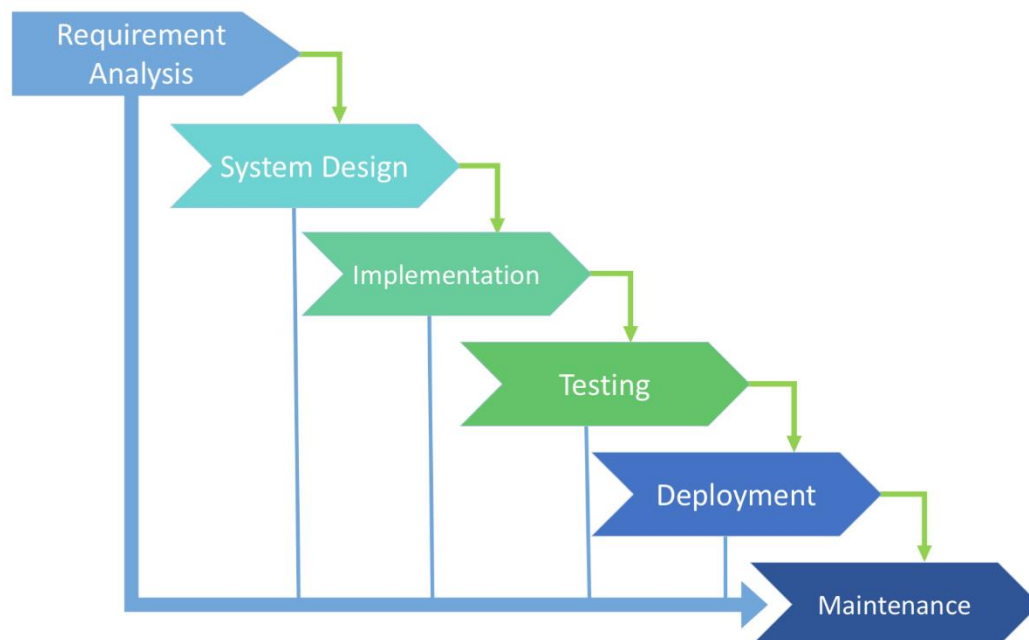 Requirement
Analysis
System Design
Implementation
Testing
Deployment
Maintenance